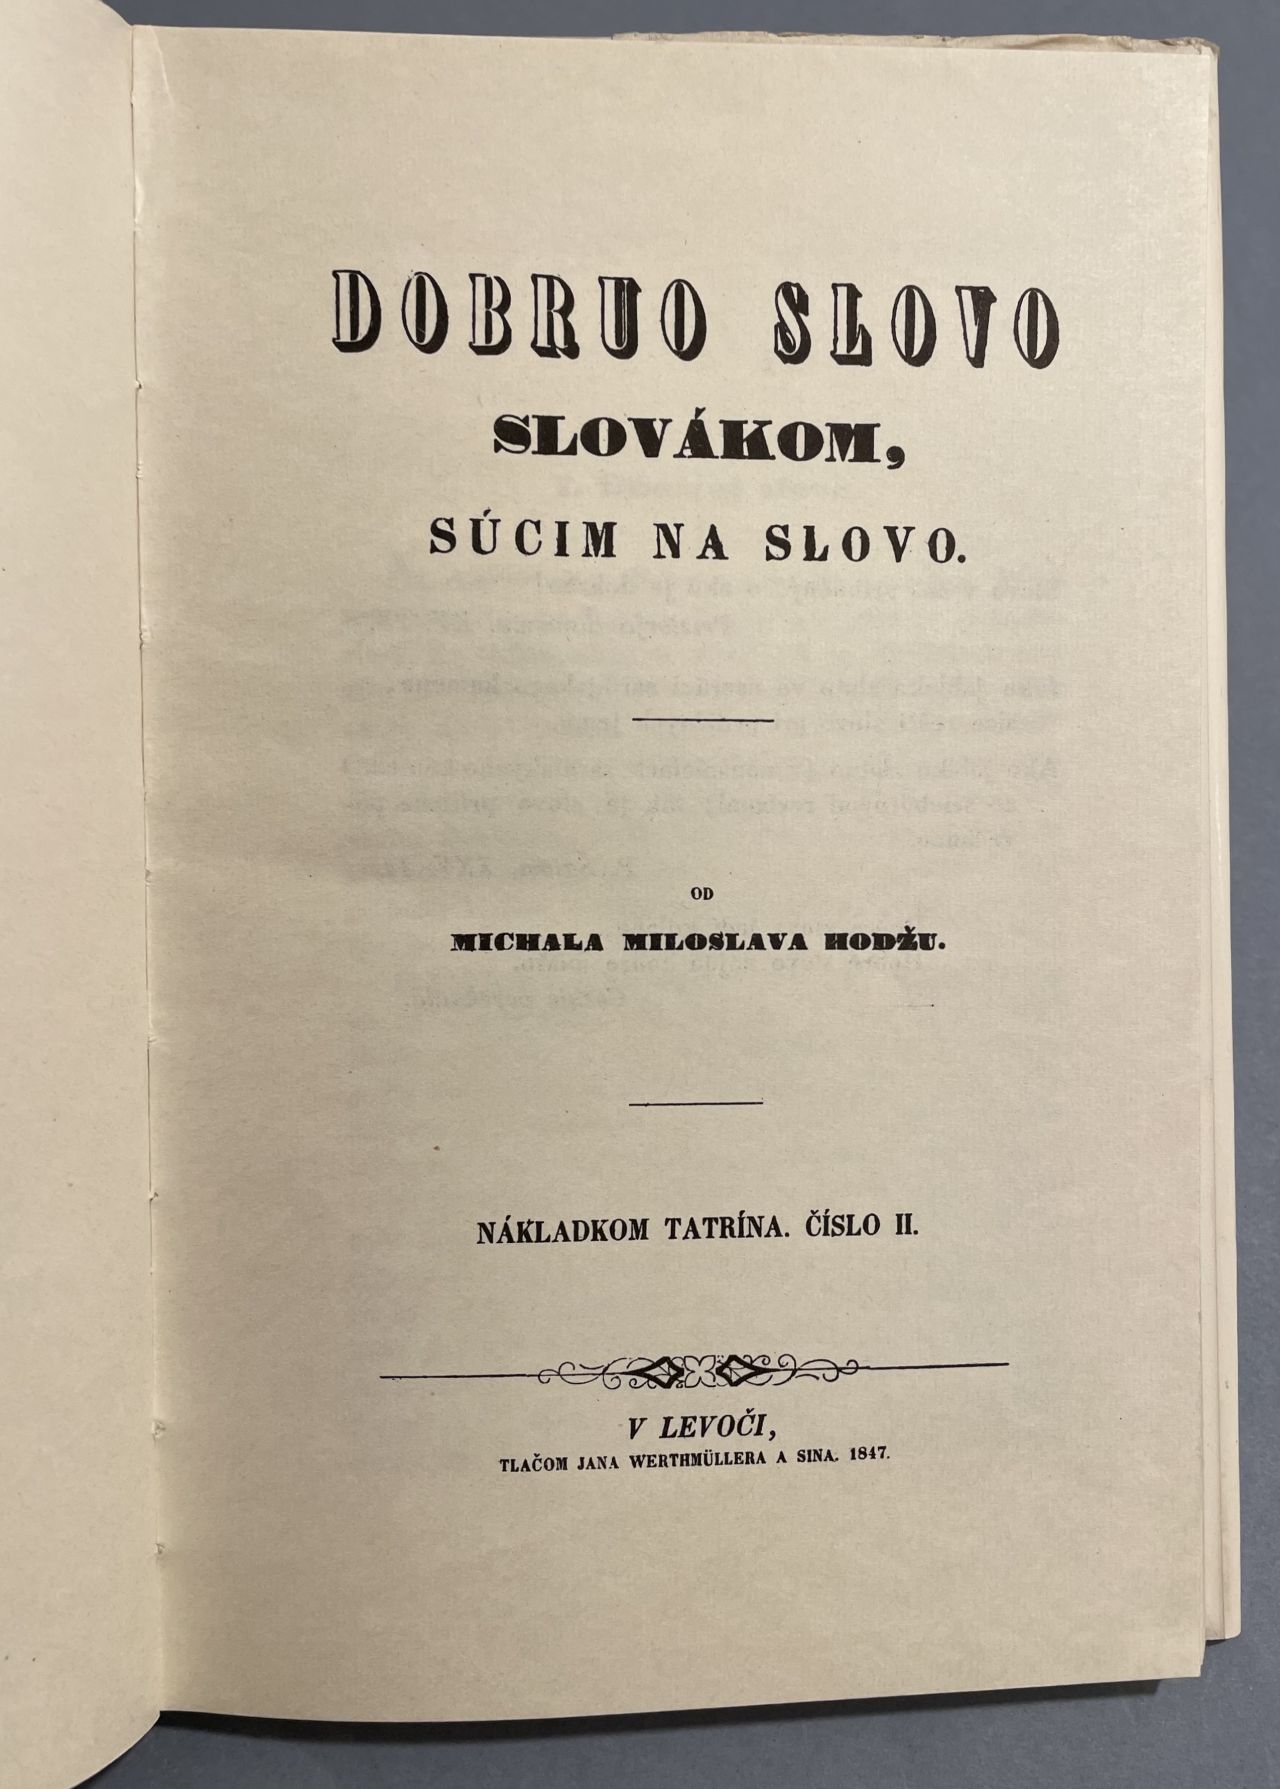 DOBRUO SLOVO
SLOVÁKOM,
SÚCIM NA SLOVO.
OD
MICHALA MILOSLAVA HODŽU.
NÁKLADKOM TATRÍNA. ČÍSLO II.
V LEVOČI,
TLAČOM JANA WERTHMÜLLERA A SINA. 1847.